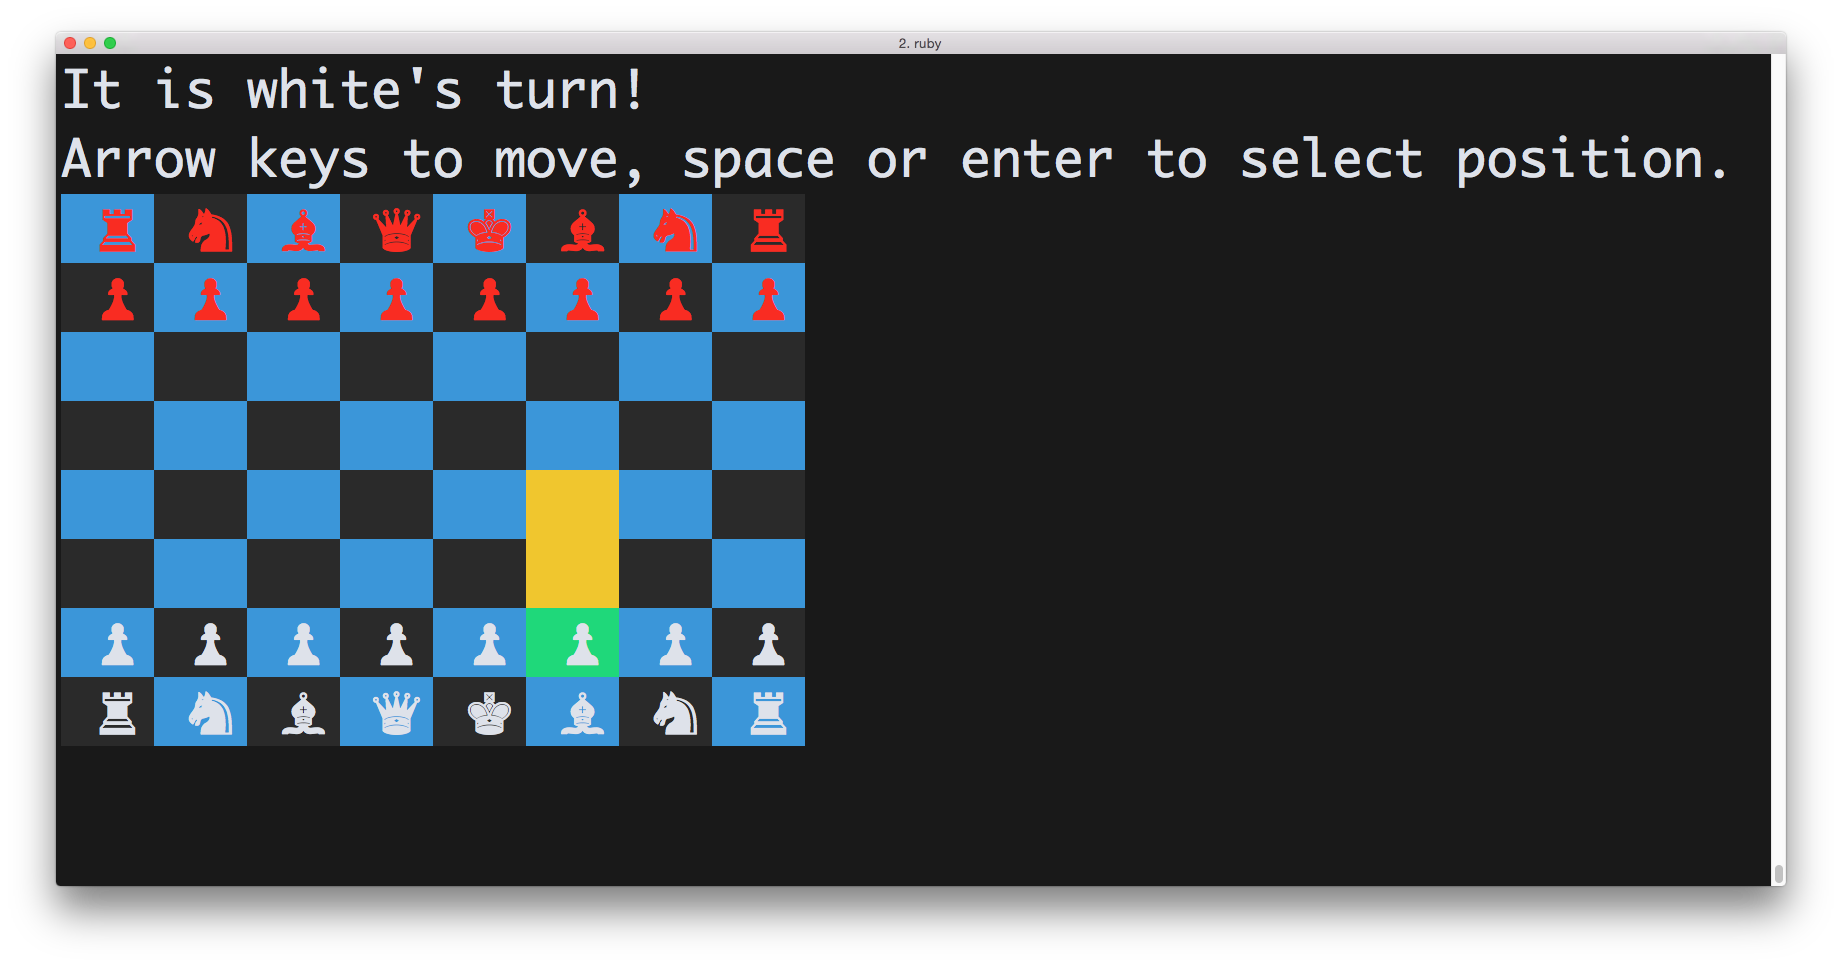 2. ruby
It is white's turn!
Arrow keys to move, space or enter to select position.